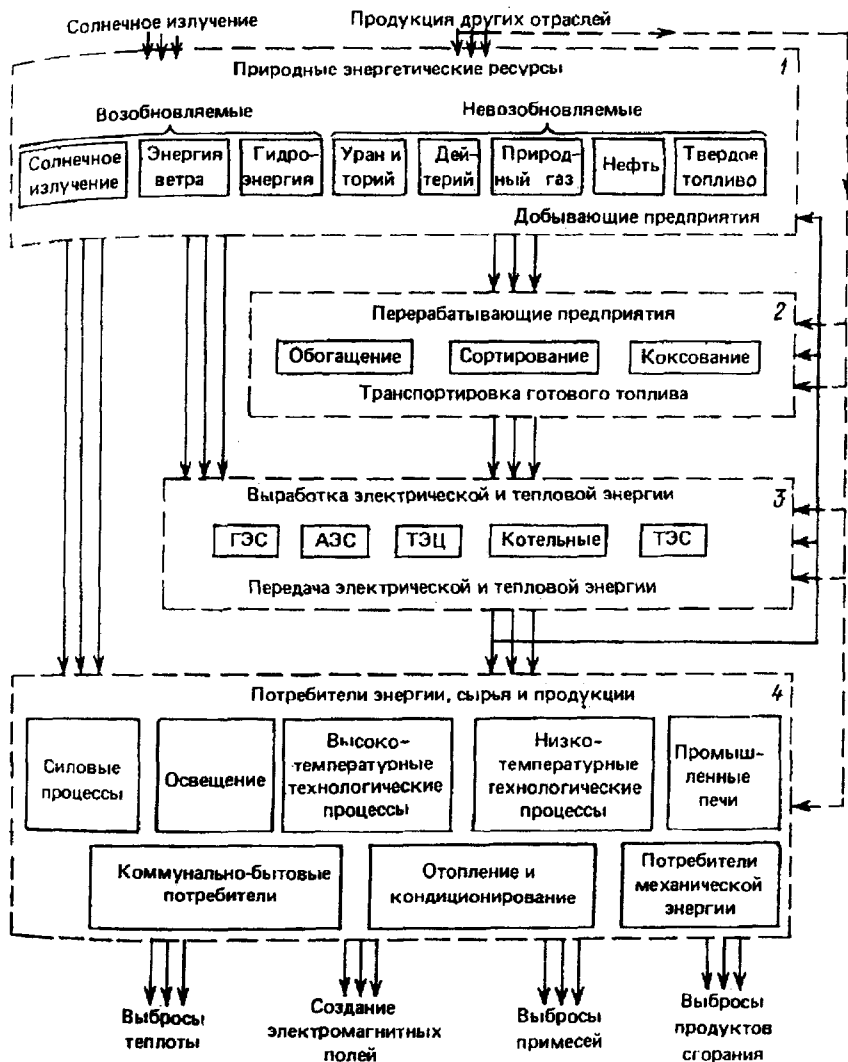 Солнечное излучение
Продукция других отраслей
Природные энергетические ресурсы
1
Возобновляемые
Невозобновляемые
Солнечное
излучение
Энергия
ветра
Гидро-
энергия
Уран и
торий
Дей-
терий
Природ-
ный газ
Нефть
Твердое
топливо
Добывающие предприятия
Перерабатывающие предприятия
2
Обогащение
Сортирование
Коксование
Транспортировка готового топлива
Выработка электрической и тепловой энергии
3
ГЭС
АЭС
ТЭЦ
Котельные
ТЭС
Передача электрической и тепловой энергии
Потребители энергии, сырья и продукции
4
Силовые
процессы
Освещение
Высоко-
температурные
технологические
процессы
Низко-
температурные
технологические
процессы
Промыш-
ленные
печи
Коммунально-бытовые
потребители
Отопление и
кондиционирование
Потребители
механической
энергии
Выбросы
теплоты
Создание
электромагнитных
полей
Выбросы
примесей
Выбросы
продуктов
сгорания